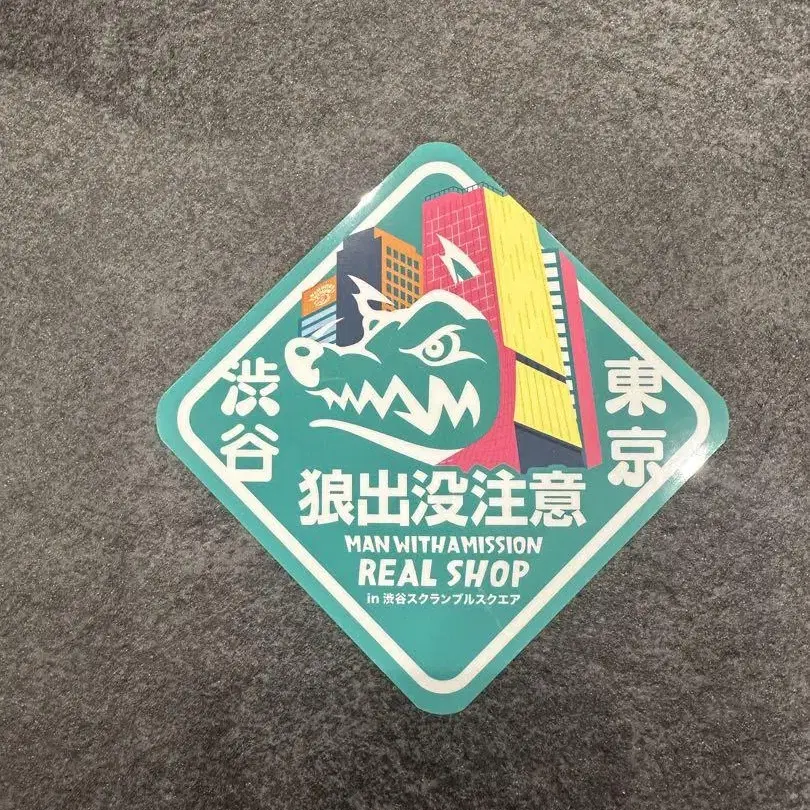 東京
渋谷
狼出没注意
MAN WITH A MISSION
REAL SHOP
in 渋谷スクランブルスクエア